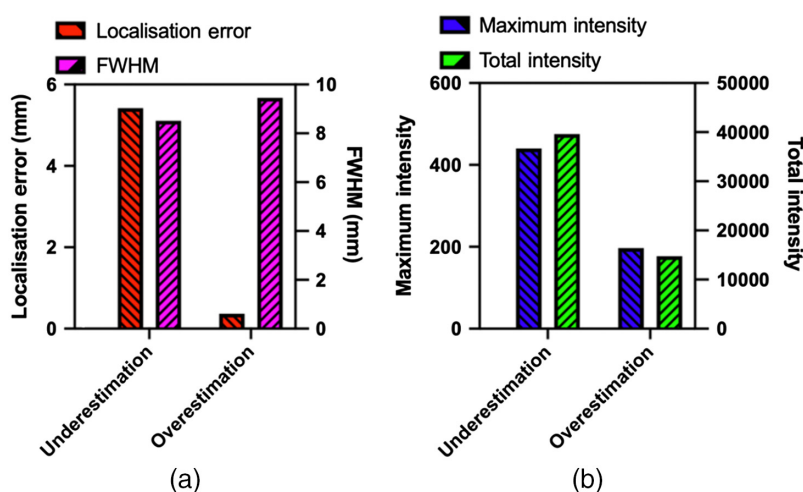 Localisation error
FWHM
6
4
2
0
Localisation error (mm)
10
8
6
4
2
0
FWHM
(mm)
Underestimation
Overestimation
(a)
Maximum intensity
Total intensity
600
400
200
0
Maximum intensity
50000
40000
30000
20000
10000
0
Total
intensity
Underestimation
Overestimation
(b)